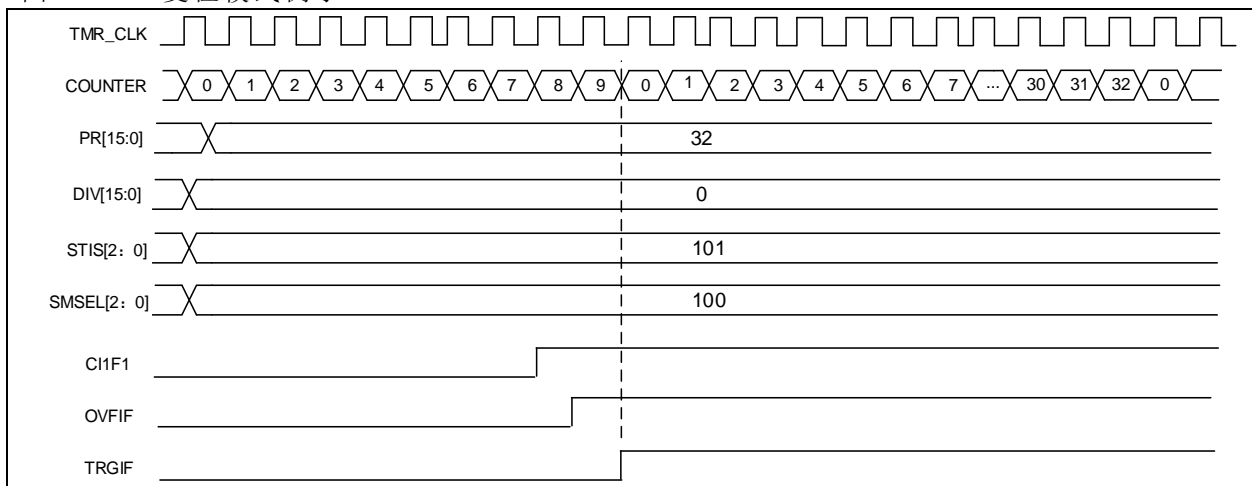 TMR_CLK
COUNTER 0 1 2 3 4 5 6 7 8 9 0 1 2 3 4 5 6 7 ... 30 31 32 0
PR[15:0] 32
DIV[15:0] 0
STIS[2：0] 101
SMSEL[2：0] 100
CI1F1
OVFIF
TRGIF